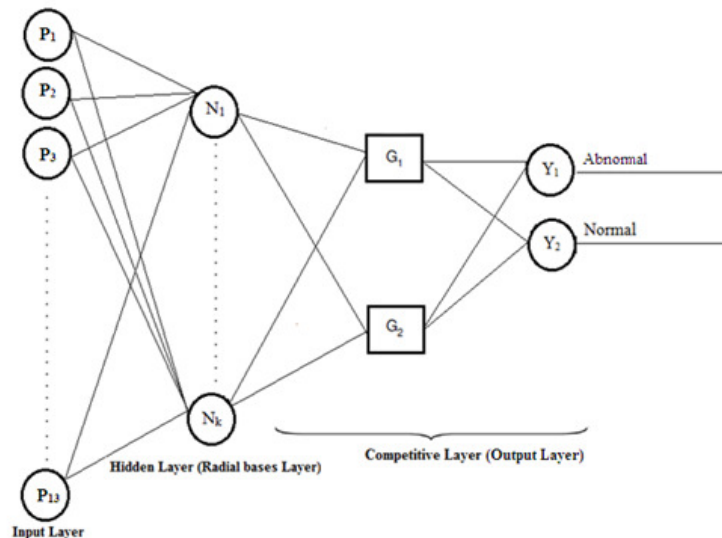 P1
P2
P3
P13
Input Layer
N1
Nk
Hidden Layer (Radial bases Layer)
G1
G2
Competitive Layer (Output Layer)
Y1
Abnormal
Y2
Normal